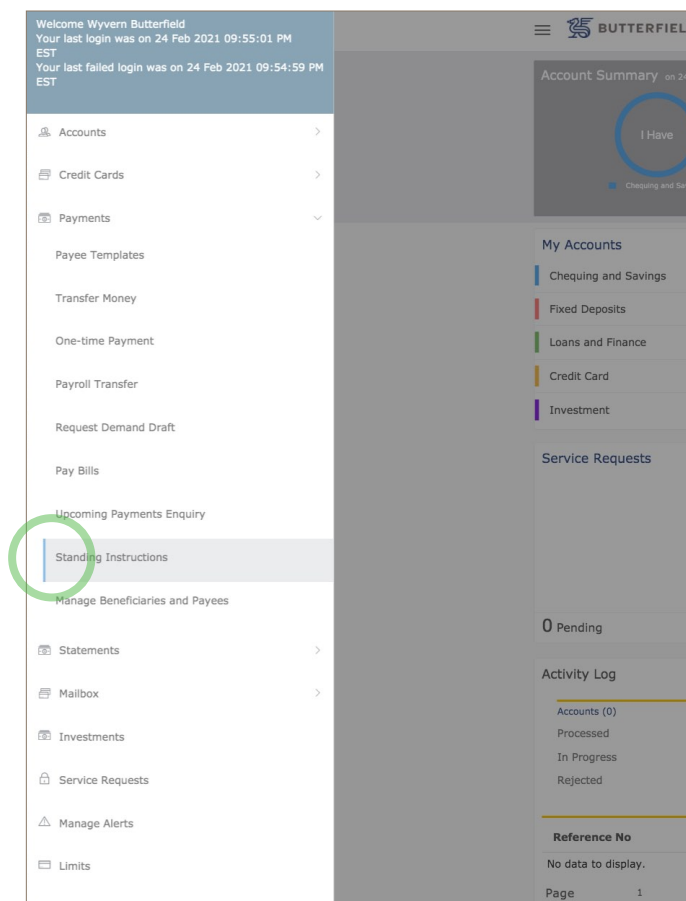 Welcome Wyvern Butterfield
Your last login was on 24 Feb 2021 09:55:01 PM
EST
Your last failed login was on 24 Feb 2021 09:54:59 PM
EST
Accounts
Credit Cards
Payments
Payee Templates
Transfer Money
One-time Payment
Payroll Transfer
Request Demand Draft
Pay Bills
Upcoming Payments Enquiry
Standing Instructions
Manage Beneficiaries and Payees
Statements
Mailbox
Investments
Service Requests
Manage Alerts
Limits
BUTTERFIEL
Account Summary on 24
I Have
Chequing and Sa
My Accounts
Chequing and Savings
Fixed Deposits
Loans and Finance
Credit Card
Investment
Service Requests
0 Pending
Activity Log
Accounts (0)
Processed
In Progress
Rejected
Reference No
No data to display.
Page 1